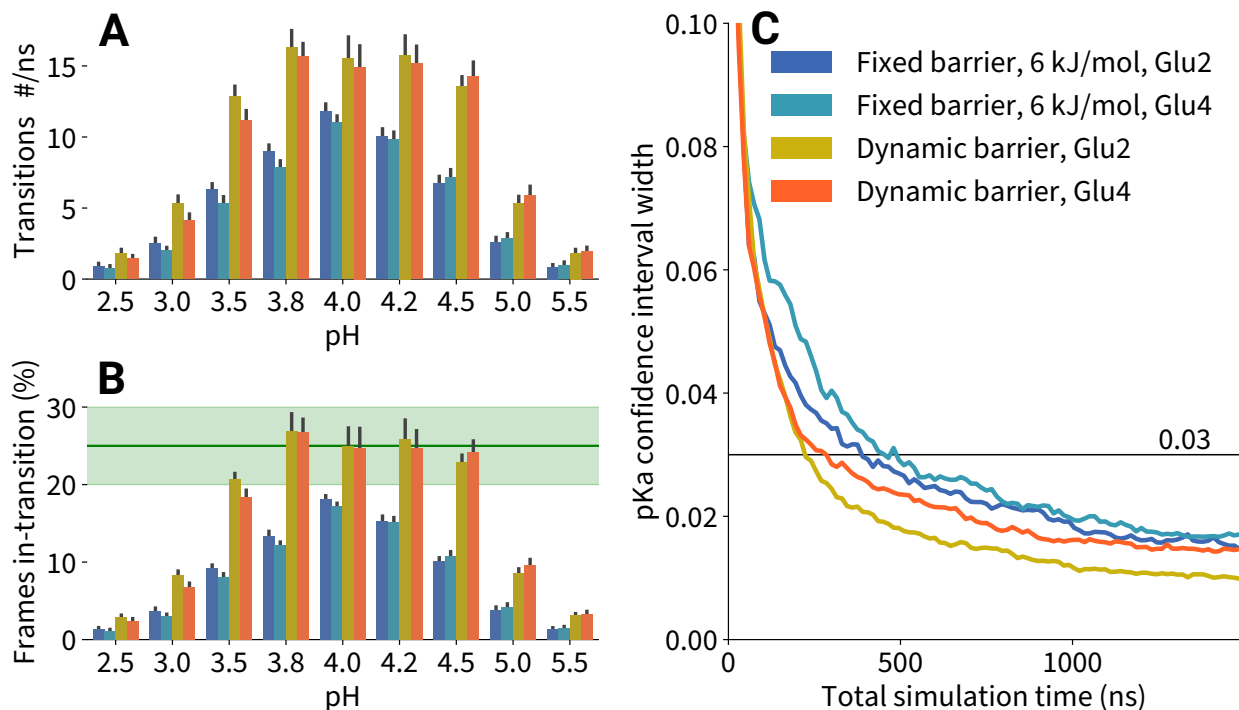 A
Transitions #/ns
15
10
5
0
2.5 3.0 3.5 3.8 4.0 4.2 4.5 5.0 5.5
pH
B
Frames in-transition (%)
30
20
10
0
2.5 3.0 3.5 3.8 4.0 4.2 4.5 5.0 5.5
pH
C
pKa confidence interval width
0.10
0.08
0.06
0.04
0.02
0.00
Fixed barrier, 6 kJ/mol, Glu2
Fixed barrier, 6 kJ/mol, Glu4
Dynamic barrier, Glu2
Dynamic barrier, Glu4
0.03
0 500 1000
Total simulation time (ns)